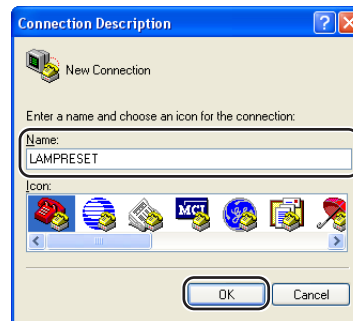 Connection Description
New Connection
Enter a name and choose an icon for the connection:
Name:
LAMPRESET
Icon:
MCI
OK
Cancel